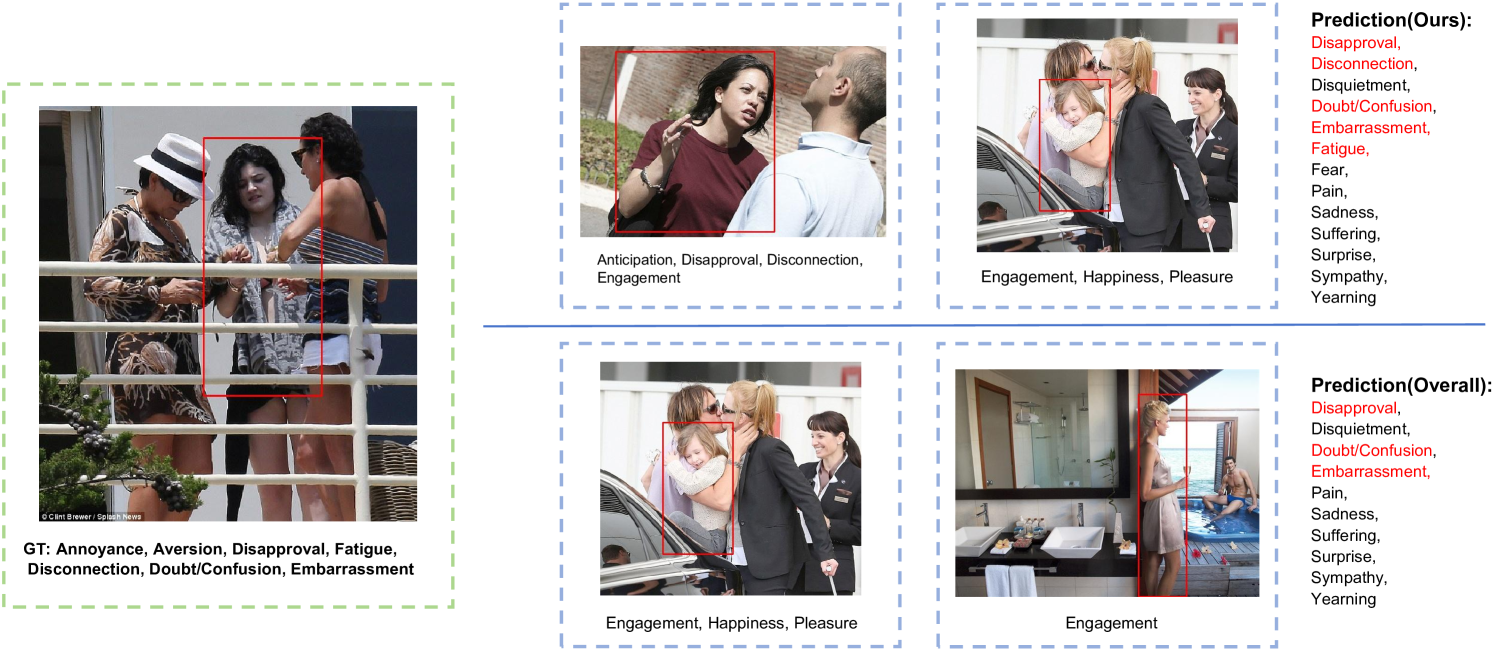 © Clint Brewer / Splash News
GT: Annoyance, Aversion, Disapproval, Fatigue,
Disconnection, Doubt/Confusion, Embarrassment
Anticipation, Disapproval, Disconnection,
Engagement
Engagement, Happiness, Pleasure
Prediction(Ours):
Disapproval,
Disconnection,
Disquietment,
Doubt/Confusion,
Embarrassment,
Fatigue,
Fear,
Pain,
Sadness,
Suffering,
Surprise,
Sympathy,
Yearning
Engagement, Happiness, Pleasure
Engagement
Prediction(Overall):
Disapproval,
Disquietment,
Doubt/Confusion,
Embarrassment,
Pain,
Sadness,
Suffering,
Surprise,
Sympathy,
Yearning